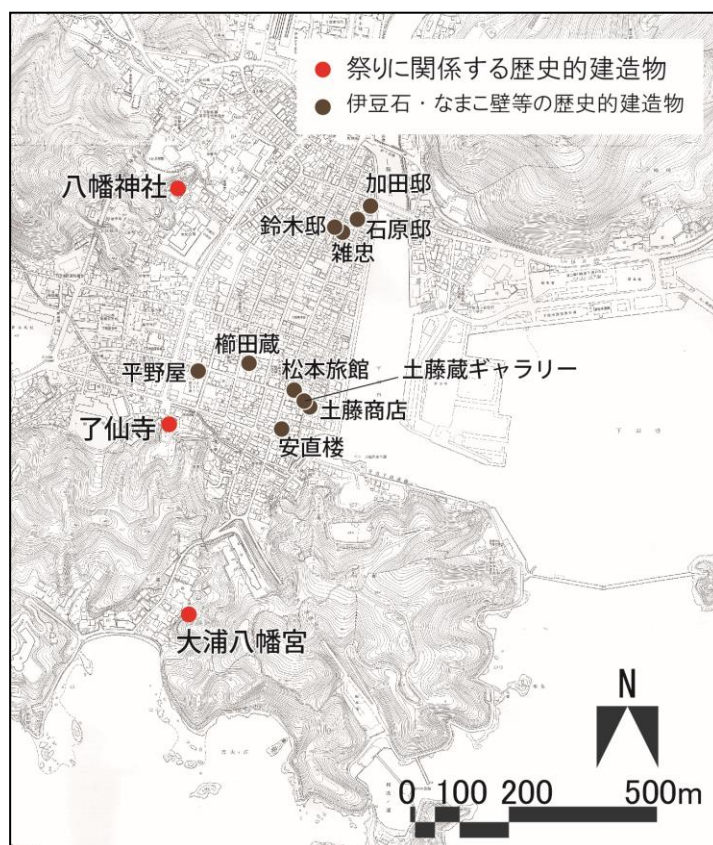 祭りに関係する歴史的建造物
伊豆石・なまこ壁等の歴史的建造物
八幡神社
加田邸
鈴木邸
石原邸
雑忠
櫛田蔵
平野屋
松本旅館
土藤蔵ギャラリー
土藤商店
了仙寺
安直楼
大浦八幡宮
N
0 100 200 500m